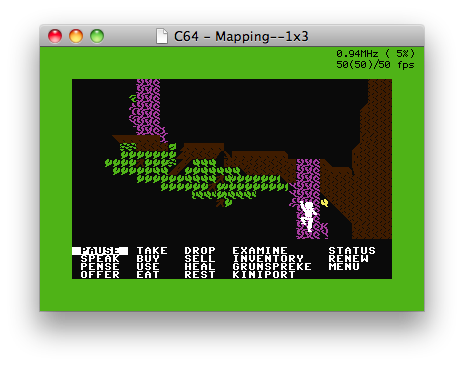 C64 - Mapping--1x3
0.94MHz ( 5%)
50(50)/50 fps
PAUSE TAKE DROP EXAMINE STATUS
SPEAK BUY SELL INVENTORY RENEW
PENSE USE HEAL GRUNSPREKE MENU
OFFER EAT REST KINIPORT